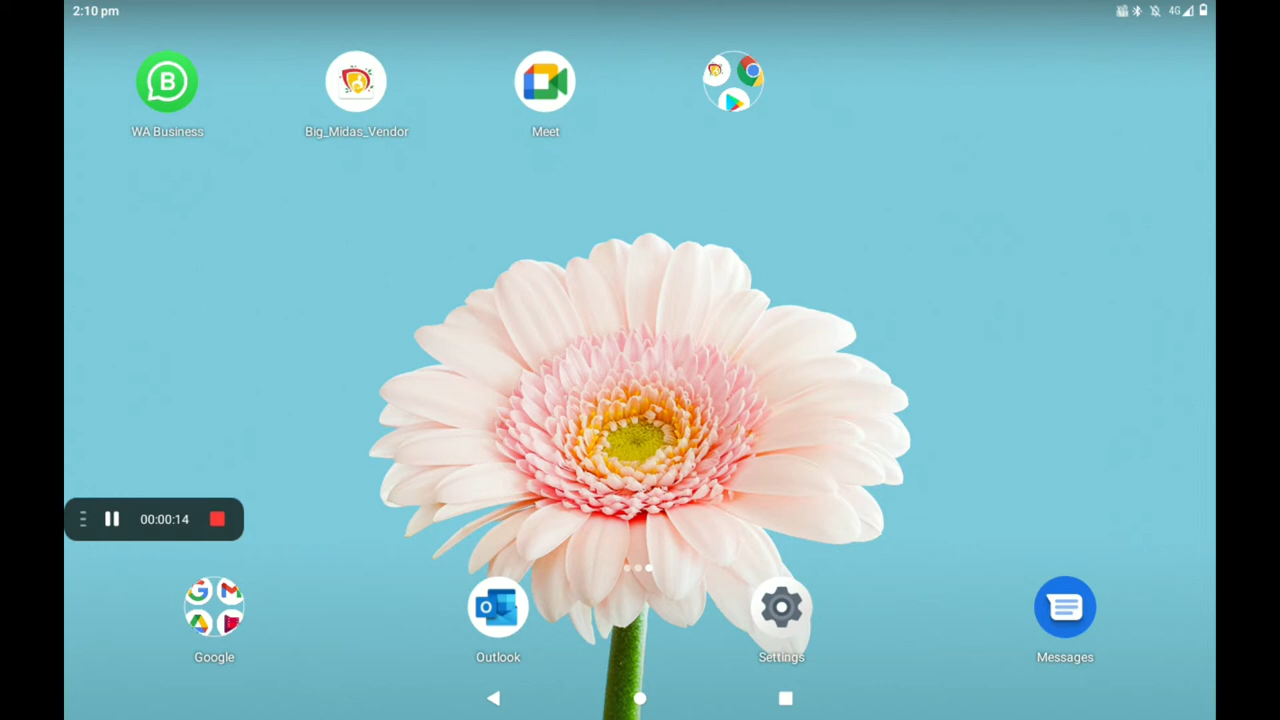 2:10 pm
4G
WA Business
Big_Midas_Vendor
Meet
00:00:14
Google
Outlook
Settings
Messages